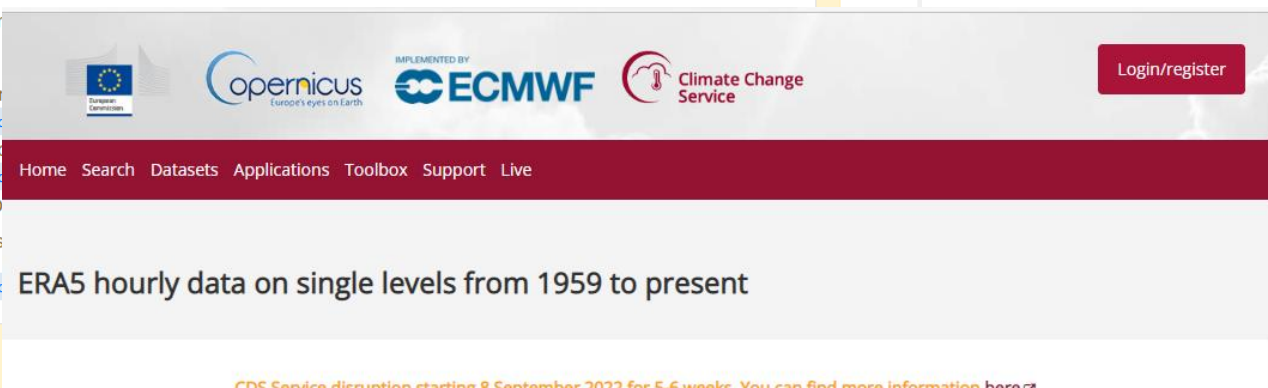 European
Commission
Copernicus
Europe's eyes on Earth
IMPLEMENTED BY
ECMWF
Climate Change
Service
Login/register
Home Search Datasets Applications Toolbox Support Live
ERA5 hourly data on single levels from 1959 to present
CDS Service disruption starting 8 September 2022 for 5-6 weeks. You can find more information here